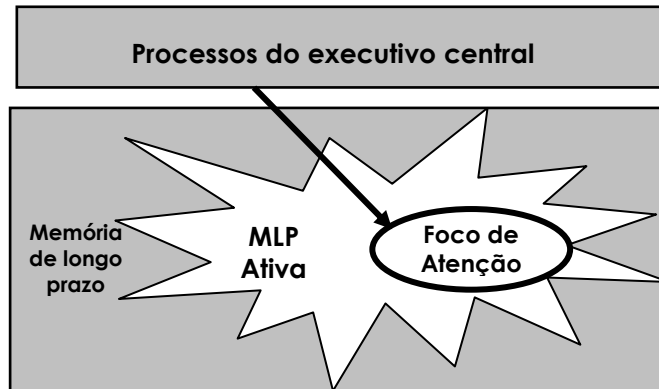 Processos do executivo central
Memória
de longo
prazo
MLP
Ativa
Foco de
Atenção